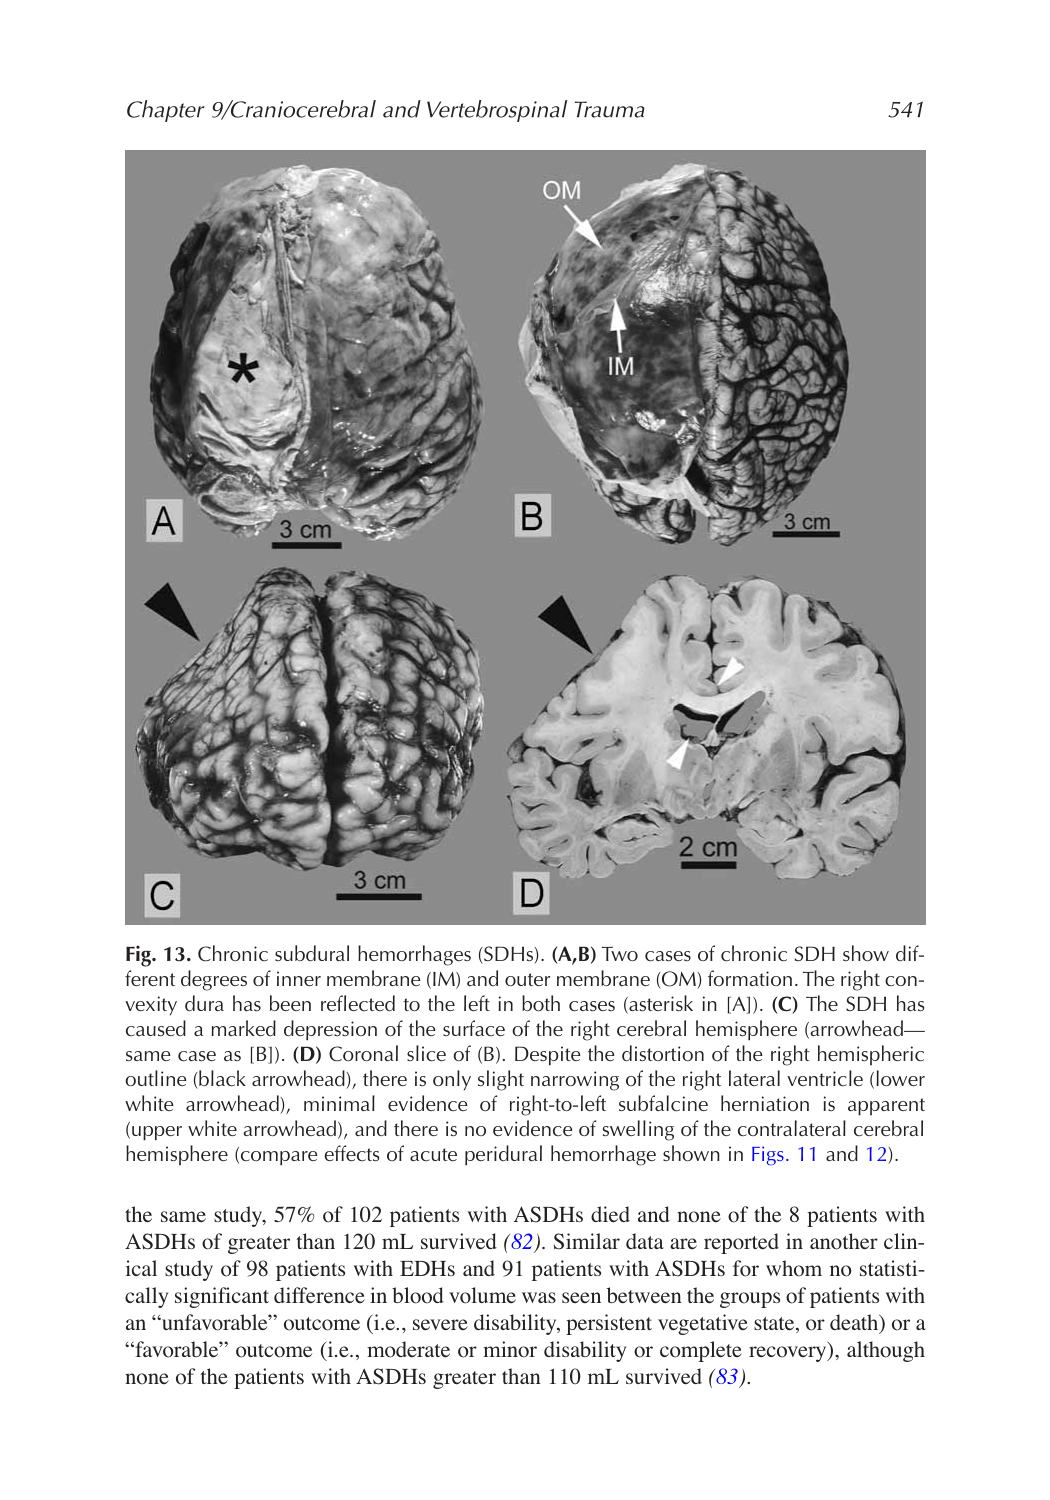 Chapter 9/Craniocerebral and Vertebrospinal Trauma 541
OM
IM
A
3 cm
B
3 cm
C
3 cm
D
2 cm
Fig. 13. Chronic subdural hemorrhages (SDHs). (A,B) Two cases of chronic SDH show dif-
ferent degrees of inner membrane (IM) and outer membrane (OM) formation. The right con-
vexity dura has been reflected to the left in both cases (asterisk in [A]). (C) The SDH has
caused a marked depression of the surface of the right cerebral hemisphere (arrowhead—
same case as [B]). (D) Coronal slice of (B). Despite the distortion of the right hemispheric
outline (black arrowhead), there is only slight narrowing of the right lateral ventricle (lower
white arrowhead), minimal evidence of right-to-left subfalcine herniation is apparent
(upper white arrowhead), and there is no evidence of swelling of the contralateral cerebral
hemisphere (compare effects of acute peridural hemorrhage shown in Figs. 11 and 12).
the same study, 57% of 102 patients with ASDHs died and none of the 8 patients with
ASDHs of greater than 120 mL survived (82). Similar data are reported in another clin-
ical study of 98 patients with EDHs and 91 patients with ASDHs for whom no statisti-
cally significant difference in blood volume was seen between the groups of patients with
an “unfavorable” outcome (i.e., severe disability, persistent vegetative state, or death) or a
“favorable” outcome (i.e., moderate or minor disability or complete recovery), although
none of the patients with ASDHs greater than 110 mL survived (83).